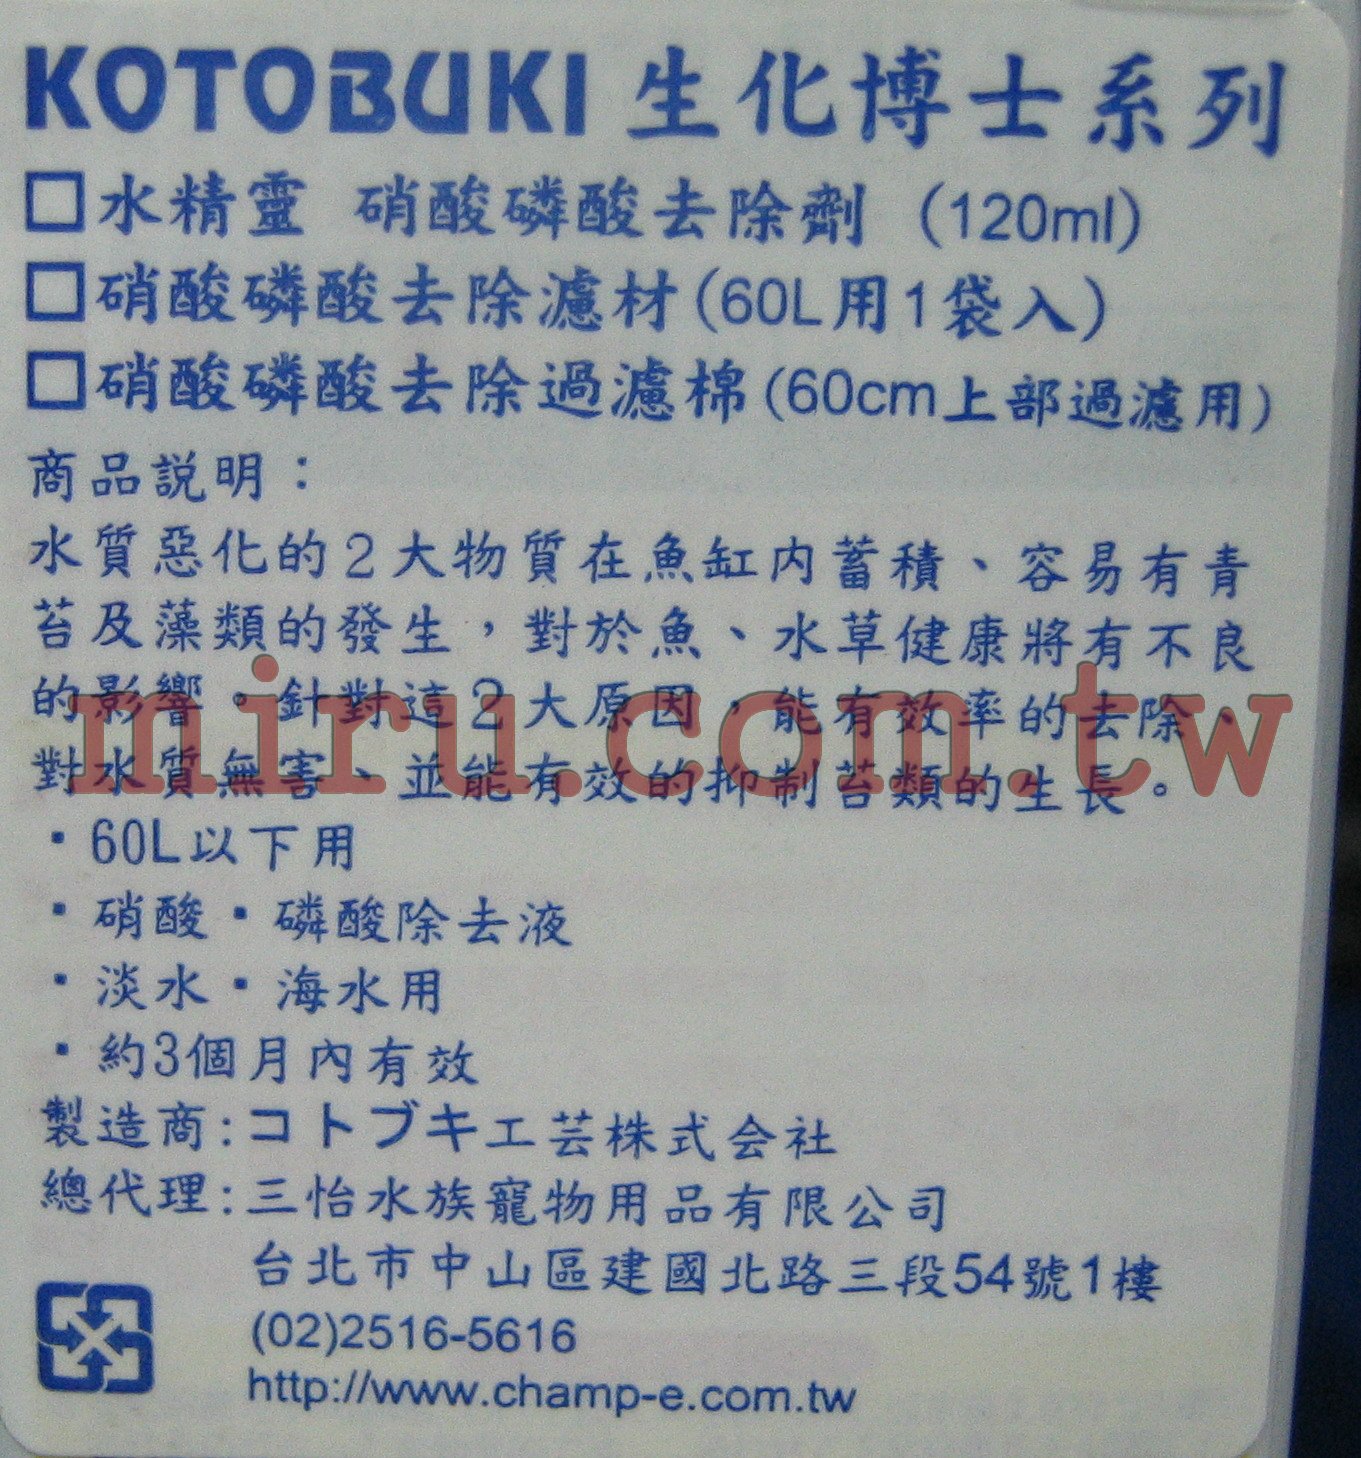 KOTOBUKI 生化博士系列
□水精靈 硝酸磷酸去除劑 (120ml)
□硝酸磷酸去除濾材(60L用1袋入)
□硝酸磷酸去除過濾棉(60cm上部過濾用)
商品説明：
水質惡化的2大物質在魚缸內蓄積、容易有青
苔及藻類的發生，對於魚、水草健康將有不良
的影響。針對這2大原因，能有效率的去除、
對水質無害、並能有效的抑制苔類的生長。
miru.com.tw
・60L以下用
・硝酸・磷酸除去液
・淡水・海水用
・約3個月內有效
製造商:コトブキ工芸株式会社
總代理:三怡水族寵物用品有限公司
台北市中山區建國北路三段54號1樓
(02)2516-5616
http://www.champ-e.com.tw